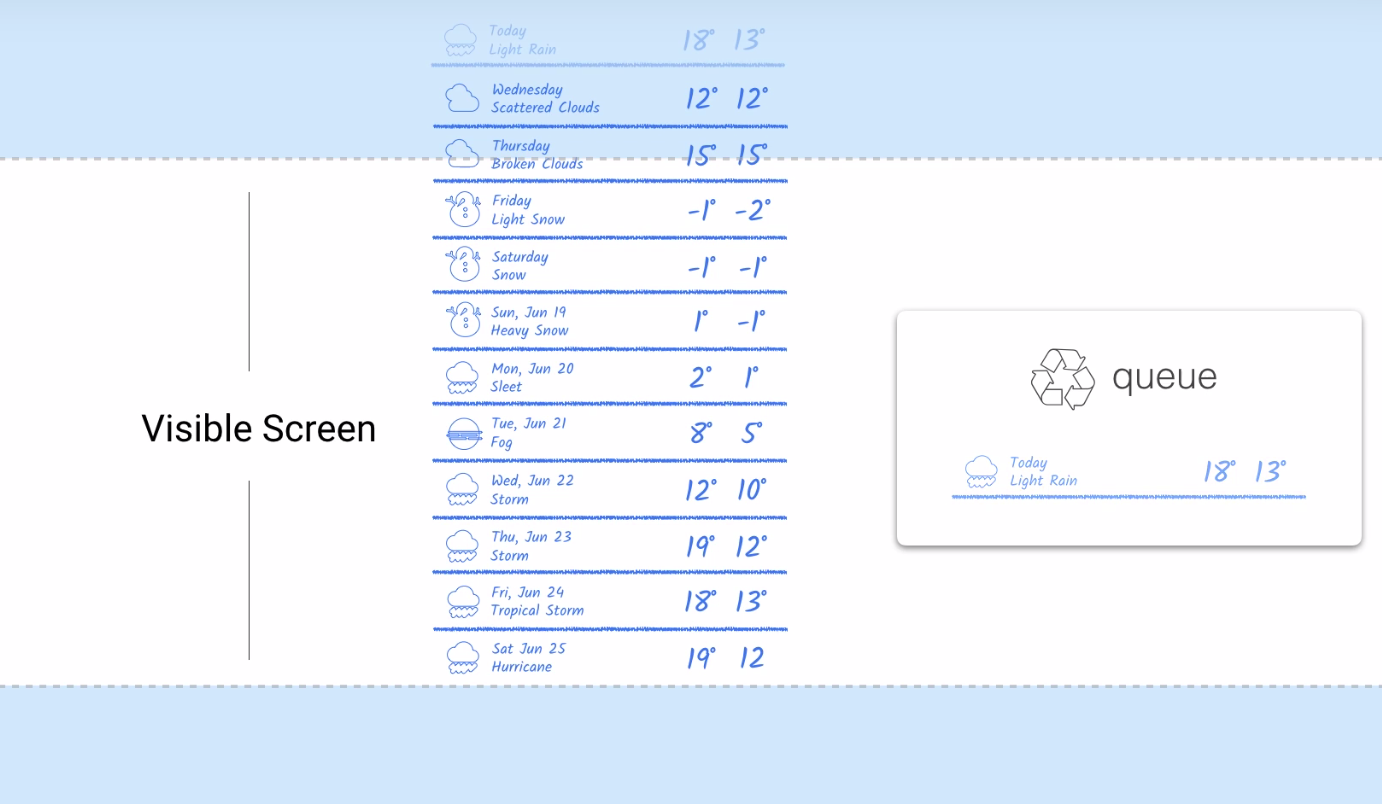 Today
Light Rain
18° 13°
Wednesday
Scattered Clouds
12° 12°
Thursday
Broken Clouds
15° 15°
Friday
Light Snow
-1° -2°
Saturday
Snow
-1° -1°
Sun, Jun 19
Heavy Snow
1° -1°
Mon, Jun 20
Sleet
2° 1°
Tue, Jun 21
Fog
8° 5°
Wed, Jun 22
Storm
12° 10°
Thu, Jun 23
Storm
19° 12°
Fri, Jun 24
Tropical Storm
18° 13°
Sat Jun 25
Hurricane
19° 12
Visible Screen
queue
Today
Light Rain
18° 13°